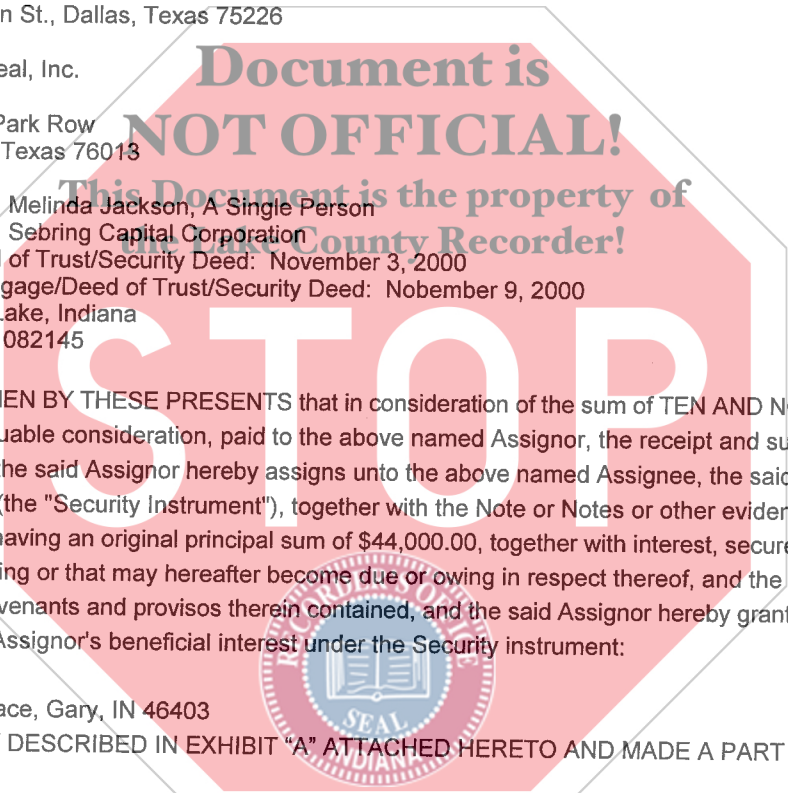 n St., Dallas, Texas 75226
eal, Inc.
Document is
Park Row
NOT OFFICIAL!
Texas 76013
This Document is the property of
Melinda Jackson, A Single Person
the Lake County Recorder!
Sebring Capital Corporation
of Trust/Security Deed: November 3, 2000
gage/Deed of Trust/Security Deed: Nobember 9, 2000
Lake, Indiana
082145
STOP
IEN BY THESE PRESENTS that in consideration of the sum of TEN AND N
uable consideration, paid to the above named Assignor, the receipt and su
the said Assignor hereby assigns unto the above named Assignee, the said
(the "Security Instrument"), together with the Note or Notes or other eviden
having an original principal sum of $44,000.00, together with interest, secure
ing or that may hereafter become due or owing in respect thereof, and the
venants and provisos therein contained, and the said Assignor hereby grant
Assignor's beneficial interest under the Security instrument:
RECORDER'S OFFICE
SEAL
INDIANA
ace, Gary, IN 46403
DESCRIBED IN EXHIBIT “A” ATTACHED HERETO AND MADE A PART